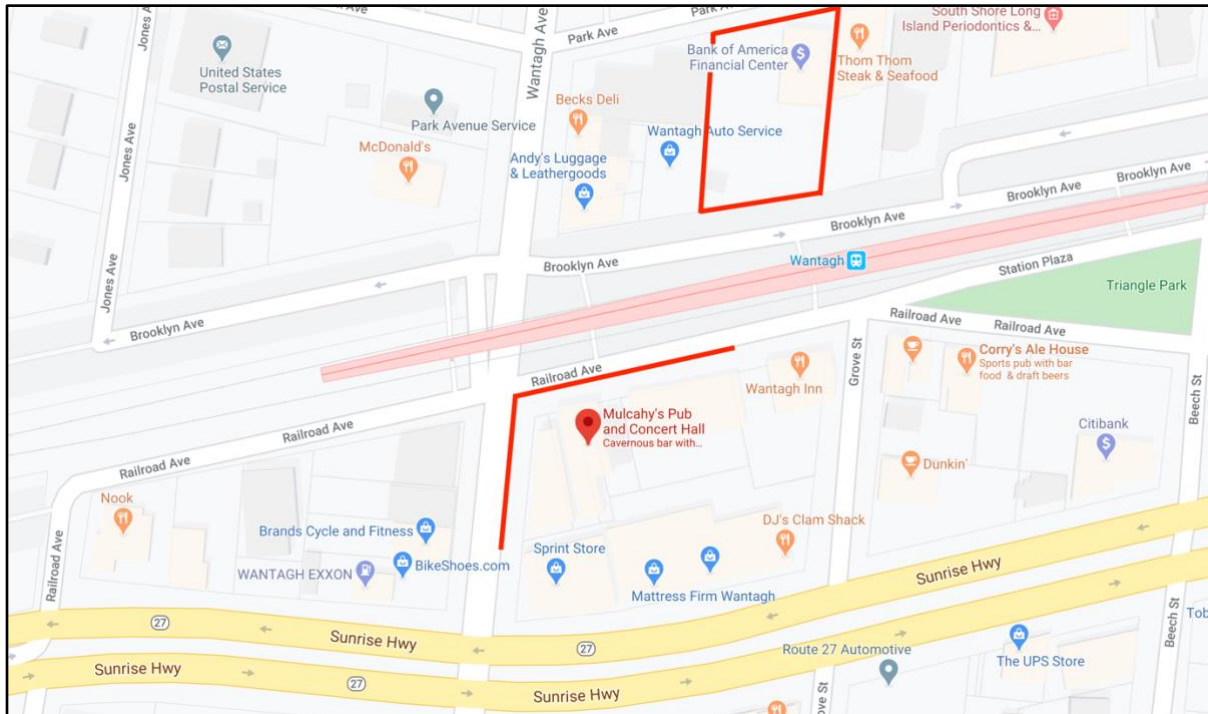 Park Ave
South Shore Long
Island Periodontics &...
Jones Ave
Wantagh Ave
Park Ave
Bank of America
Financial Center
Thom Thom
Steak & Seafood
United States
Postal Service
Becks Deli
Park Avenue Service
Wantagh Auto Service
McDonald's
Andy's Luggage
& Leathergoods
Jones Ave
Brooklyn Ave
Brooklyn Ave
Brooklyn Ave
Brooklyn Ave
Wantagh
Station Plaza
Jones Ave
Triangle Park
Brooklyn Ave
Railroad Ave
Railroad Ave
Corry's Ale House
Sports pub with bar
food & draft beers
Railroad Ave
Wantagh Inn
Grove St
Beech St
Mulcahy's Pub
and Concert Hall
Cavernous bar with...
Railroad Ave
Citibank
Railroad Ave
Dunkin'
Nook
DJ's Clam Shack
Brands Cycle and Fitness
Sprint Store
BikeShoes.com
WANTAGH EXXON
Mattress Firm Wantagh
Sunrise Hwy
Railroad Ave
Beech St
27
Sunrise Hwy
27
Tob
Route 27 Automotive
The UPS Store
Sunrise Hwy
27
Sunrise Hwy
ove St